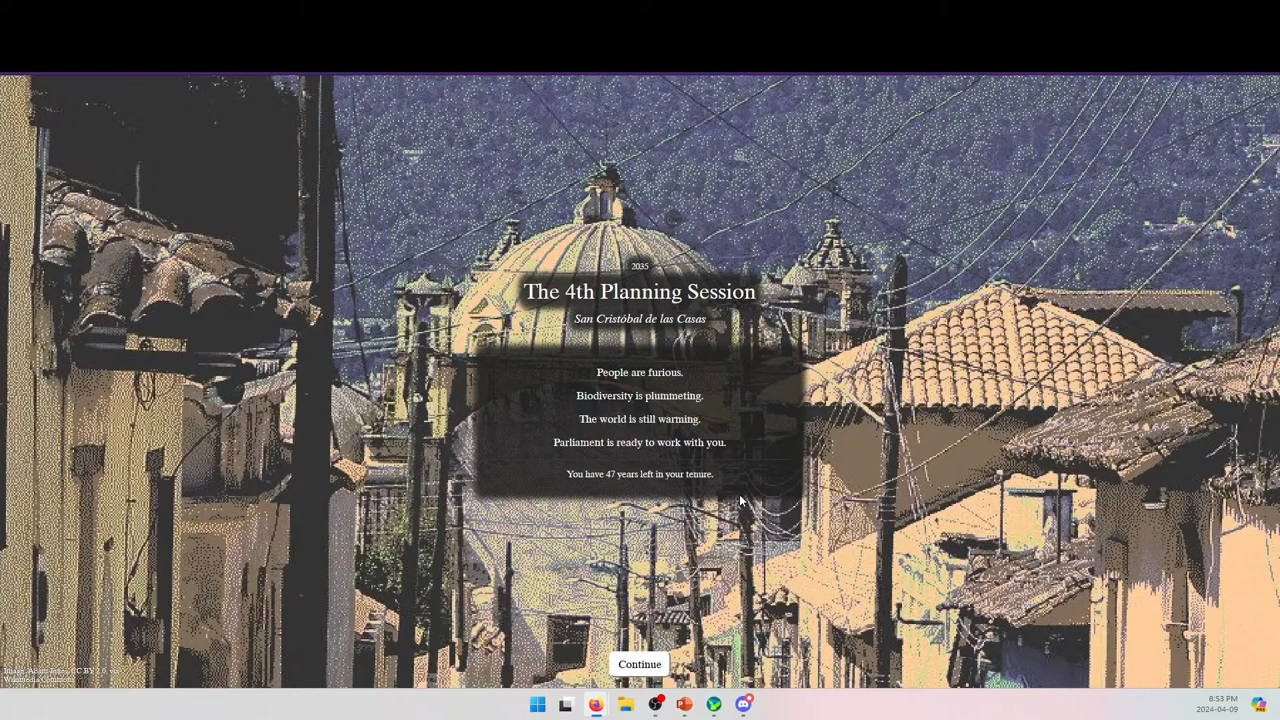 2035
The 4th Planning Session
San Cristóbal de las Casas
People are furious.
Biodiversity is plummeting.
The world is still warming.
Parliament is ready to work with you.
You have 47 years left in your tenure.
Continue
Wikimedia Commons
8:53 PM
2024-04-09